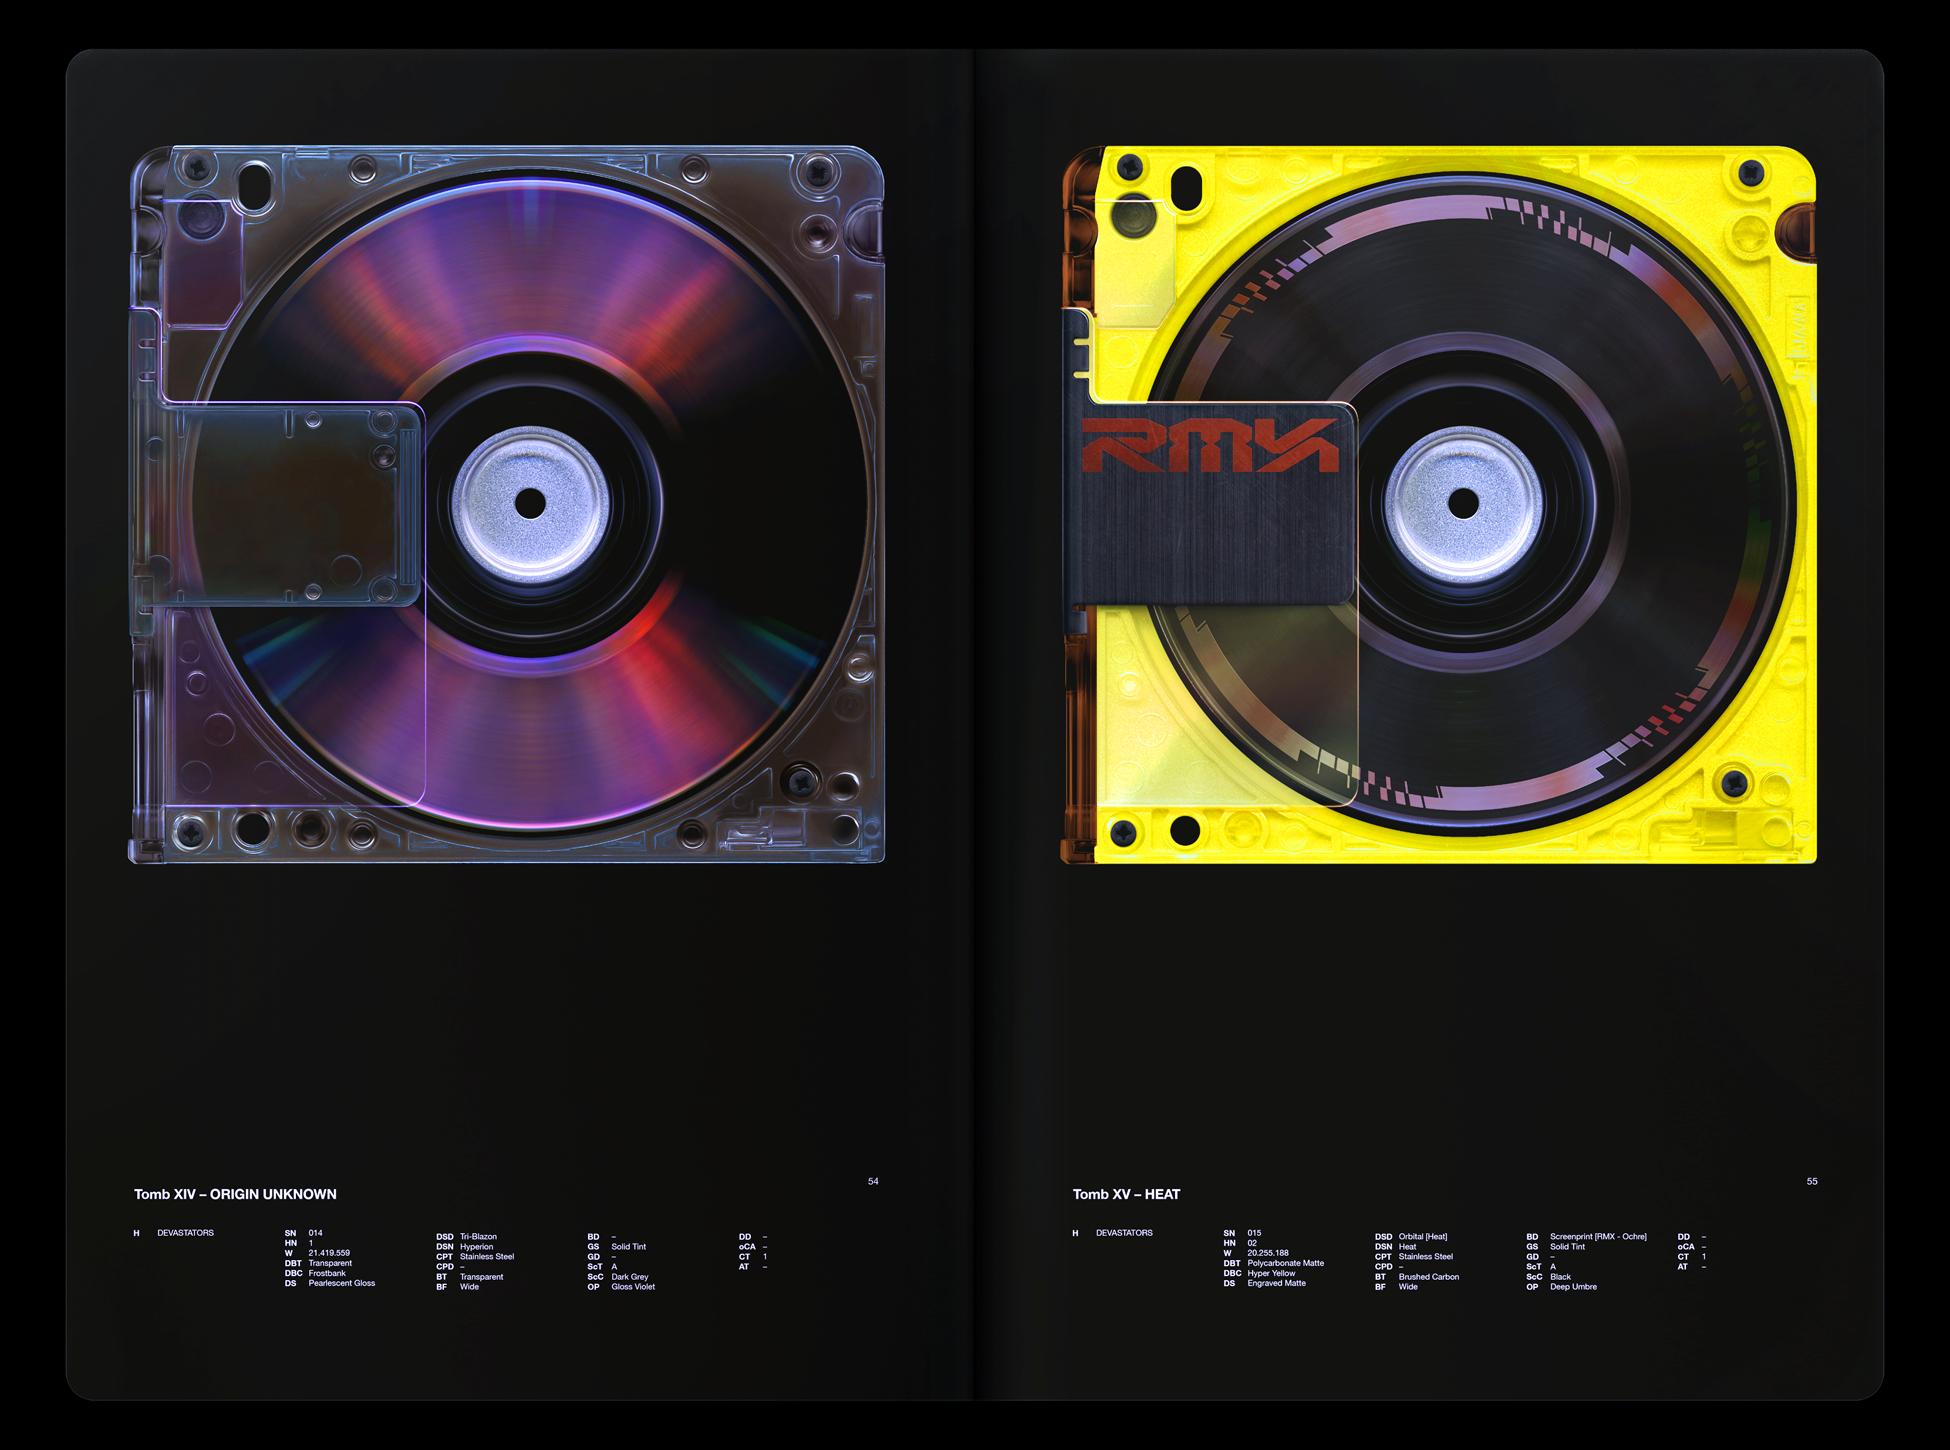 RMX
54
Tomb XIV – ORIGIN UNKNOWN
H DEVASTATORS
SN 014
HN 1
W 21.419.559
DBT Transparent
DBC Frostbank
DS Pearlescent Gloss
DSD Tri-Blazon
DSN Hyperion
CPT Stainless Steel
CPD –
BT Transparent
BF Wide
BD –
GS Solid Tint
GD –
ScT A
ScC Dark Grey
OP Gloss Violet
DD –
oCA –
CT 1
AT –
55
Tomb XV – HEAT
H DEVASTATORS
SN 015
HN 02
W 20.255.188
DBT Polycarbonate Matte
DBC Hyper Yellow
DS Engraved Matte
DSD Orbital [Heat]
DSN Heat
CPT Stainless Steel
CPD –
BT Brushed Carbon
BF Wide
BD Screenprint [RMX - Ochre]
GS Solid Tint
GD –
ScT A
ScC Black
OP Deep Umbre
DD –
oCA –
CT 1
AT –